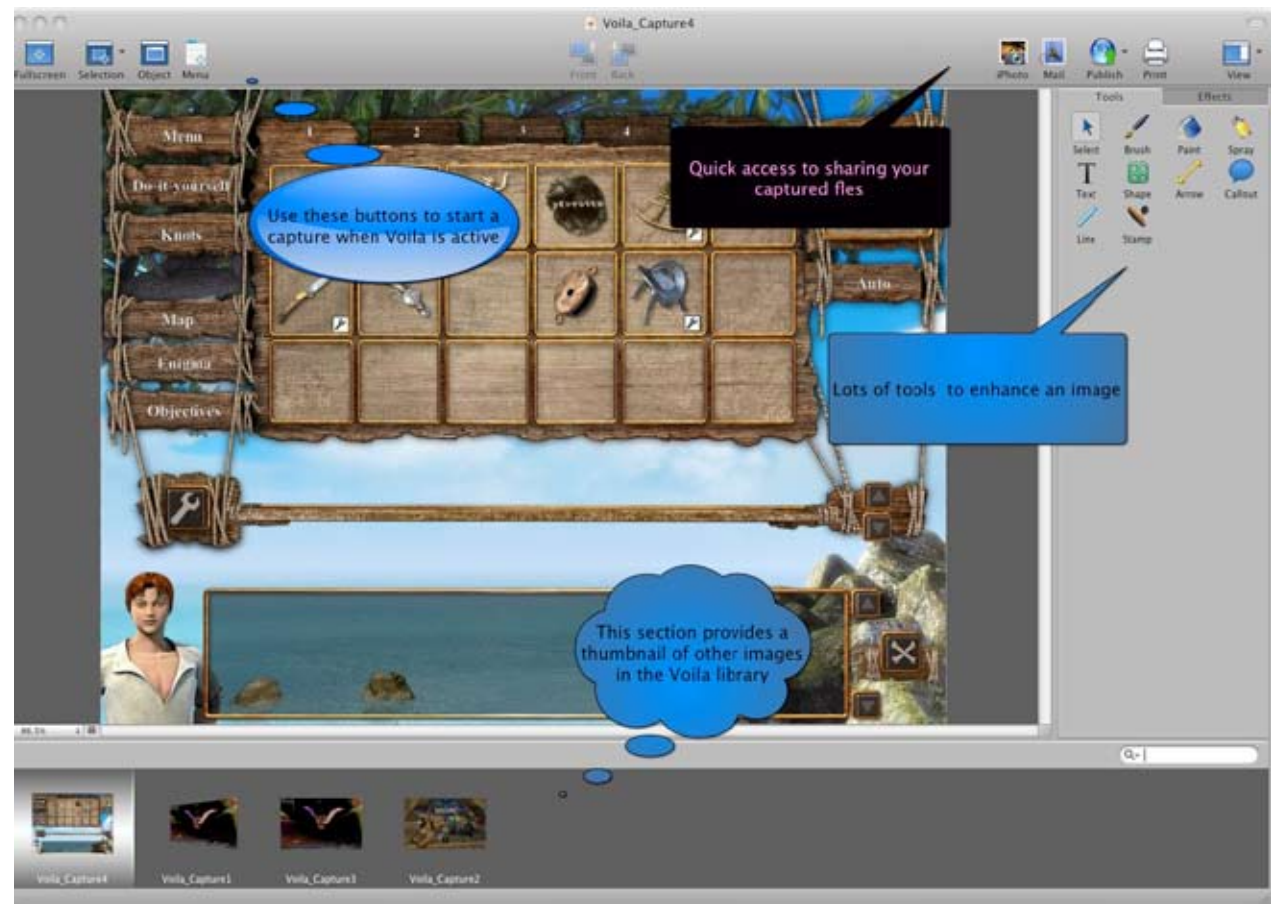 Voila_Capture4
Fullscreen Selection Object Menu Front Back iPhoto Mail Publish Print View
Tools Effects
Select Brush Paint Spray
Text Shape Arrow Callout
Line Stamp
Quick access to sharing your
captured fles
Use these buttons to start a
capture when Voila is active
Lots of tools to enhance an image
1 2 3 4
Menu
Do-it-yourself
Knots
Map
Enigma
Objectives
Auto
This section provides a
thumbnail of other images
in the Voila library
Voila_Capture4 Voila_Capture1 Voila_Capture3 Voila_Capture2